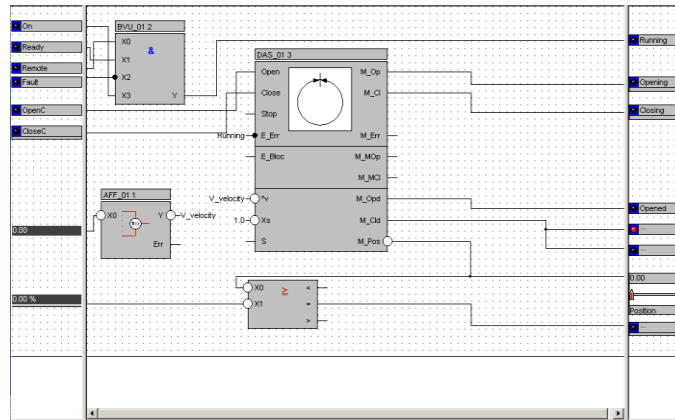 On
Ready
Remote
Fault
OpenC
CloseC
0.00
0.00 %
BVU_01 2
X0
&
X1
X2
X3 Y
AFF_01 1
X0 Y V_velocity
Err
DAS_01 3
Open M_Op
Close M_Cl
Stop
Running E_Err M_Err
E_Bloc M_MOp
M_MCl
V_velocity *v M_Opd
1.0 Xs M_Cld
S M_Pos
X0 ≥ <
X1 =
>
Running
Opening
Closing
Opened
...
...
0.00
Position
...